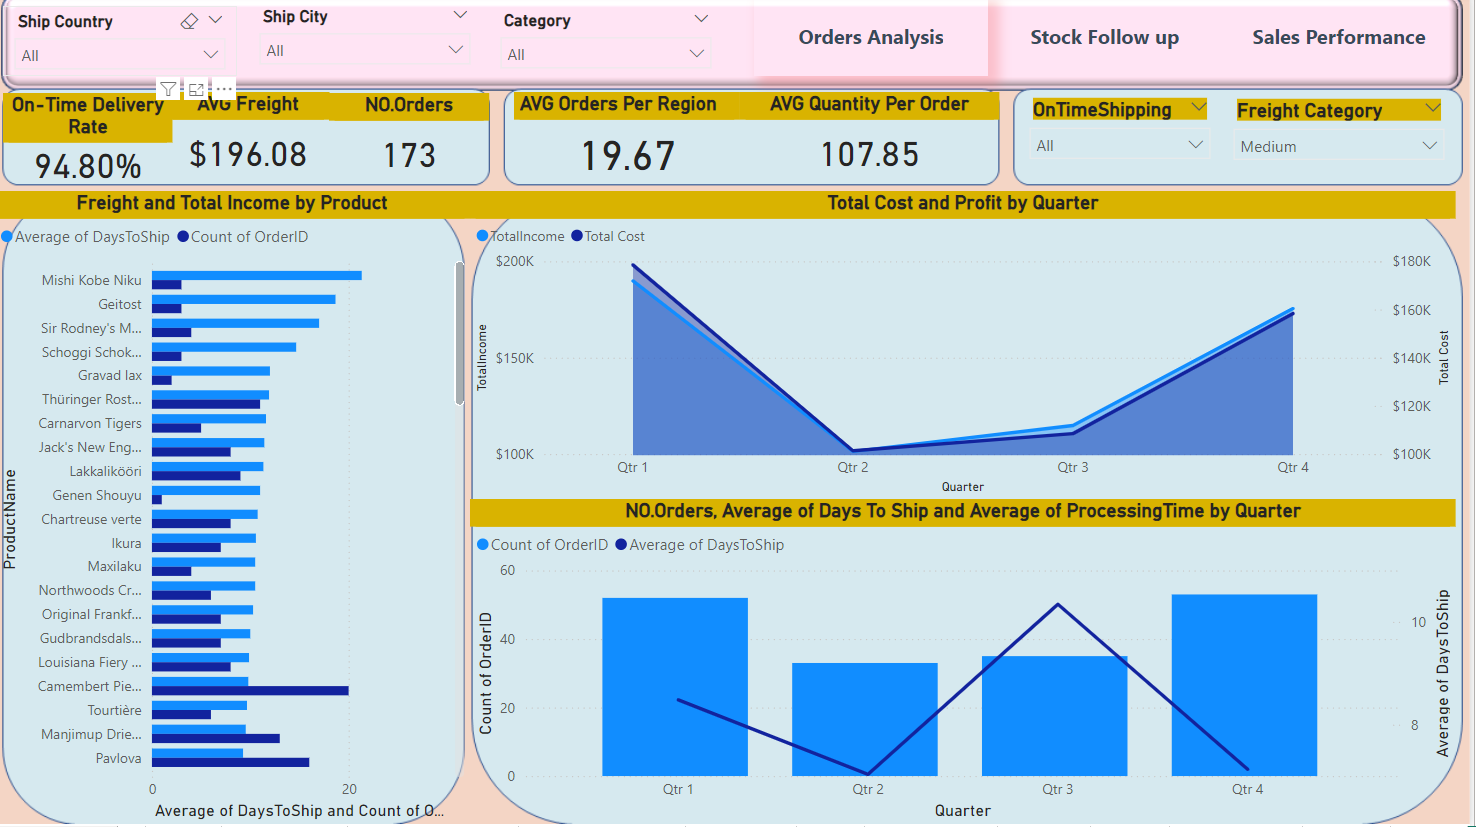 Ship Country
All
Ship City
All
Category
All
Orders Analysis
Stock Follow up
Sales Performance
On-Time Delivery
Rate
94.80%
AVG Freight
$196.08
NO.Orders
173
AVG Orders Per Region
19.67
AVG Quantity Per Order
107.85
OnTimeShipping
All
Freight Category
Medium
Freight and Total Income by Product
Average of DaysToShip
Count of OrderID
ProductName
Mishi Kobe Niku
Geitost
Sir Rodney's M...
Schoggi Schok...
Gravad lax
Thüringer Rost...
Carnarvon Tigers
Jack's New Eng...
Lakkalikööri
Genen Shouyu
Chartreuse verte
Ikura
Maxilaku
Northwoods Cr...
Original Frankf...
Gudbrandsdals...
Louisiana Fiery ...
Camembert Pie...
Tourtière
Manjimup Drie...
Pavlova
0
20
Average of DaysToShip and Count of O...
Total Cost and Profit by Quarter
TotalIncome
Total Cost
TotalIncome
$200K
$150K
$100K
$180K
$160K
$140K
$120K
$100K
Total Cost
Qtr 1
Qtr 2
Qtr 3
Qtr 4
Quarter
NO.Orders, Average of Days To Ship and Average of ProcessingTime by Quarter
Count of OrderID
Average of DaysToShip
Count of OrderID
60
40
20
0
10
8
Average of DaysToShip
Qtr 1
Qtr 2
Qtr 3
Qtr 4
Quarter